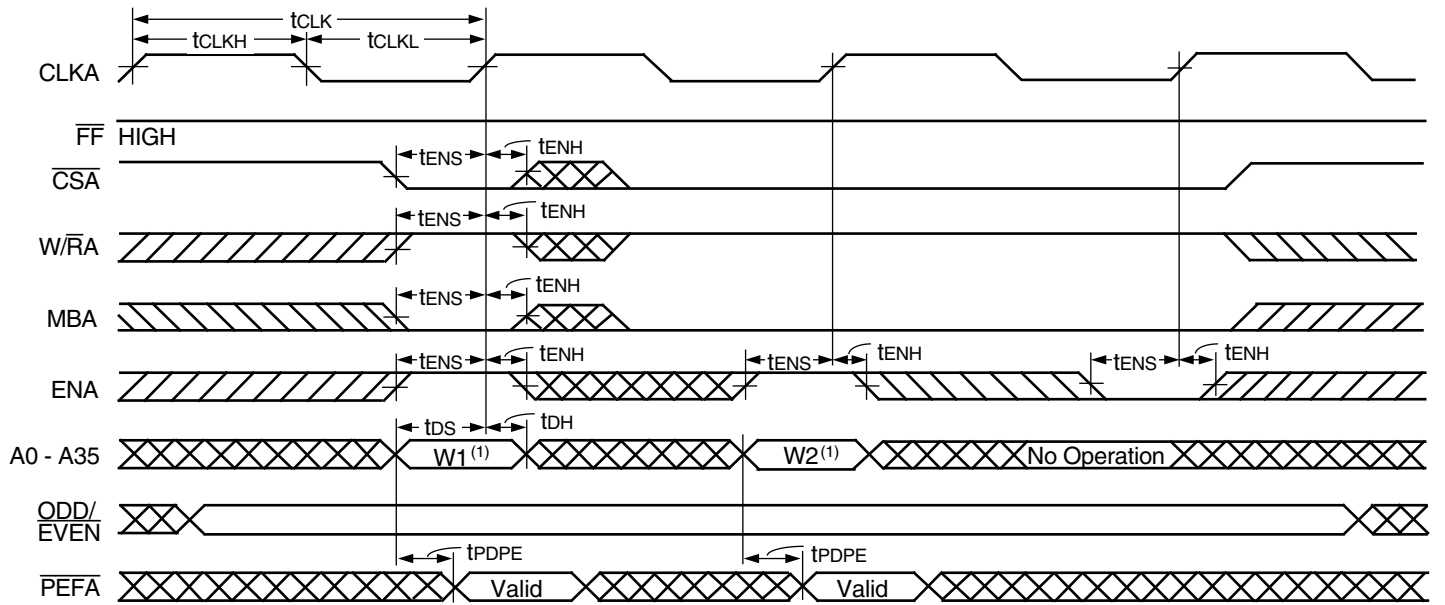 tCLK
tCLKH tCLKL
CLKA
FF HIGH
tENS tENH
CSA
tENS tENH
W/RA
tENS tENH
MBA
tENS tENH tENS tENH tENS tENH
ENA
tDS tDH
A0 - A35 W1(1) W2(1) No Operation
ODD/
EVEN
tPDPE tPDPE
PEFA Valid Valid